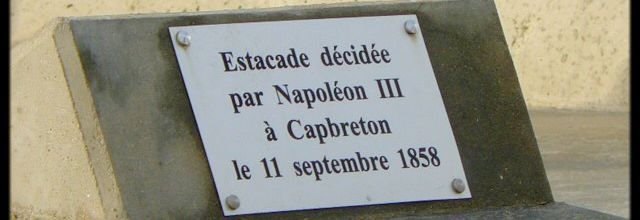 Estacade décidée
par Napoléon III
à Capbreton
le 11 septembre 1858